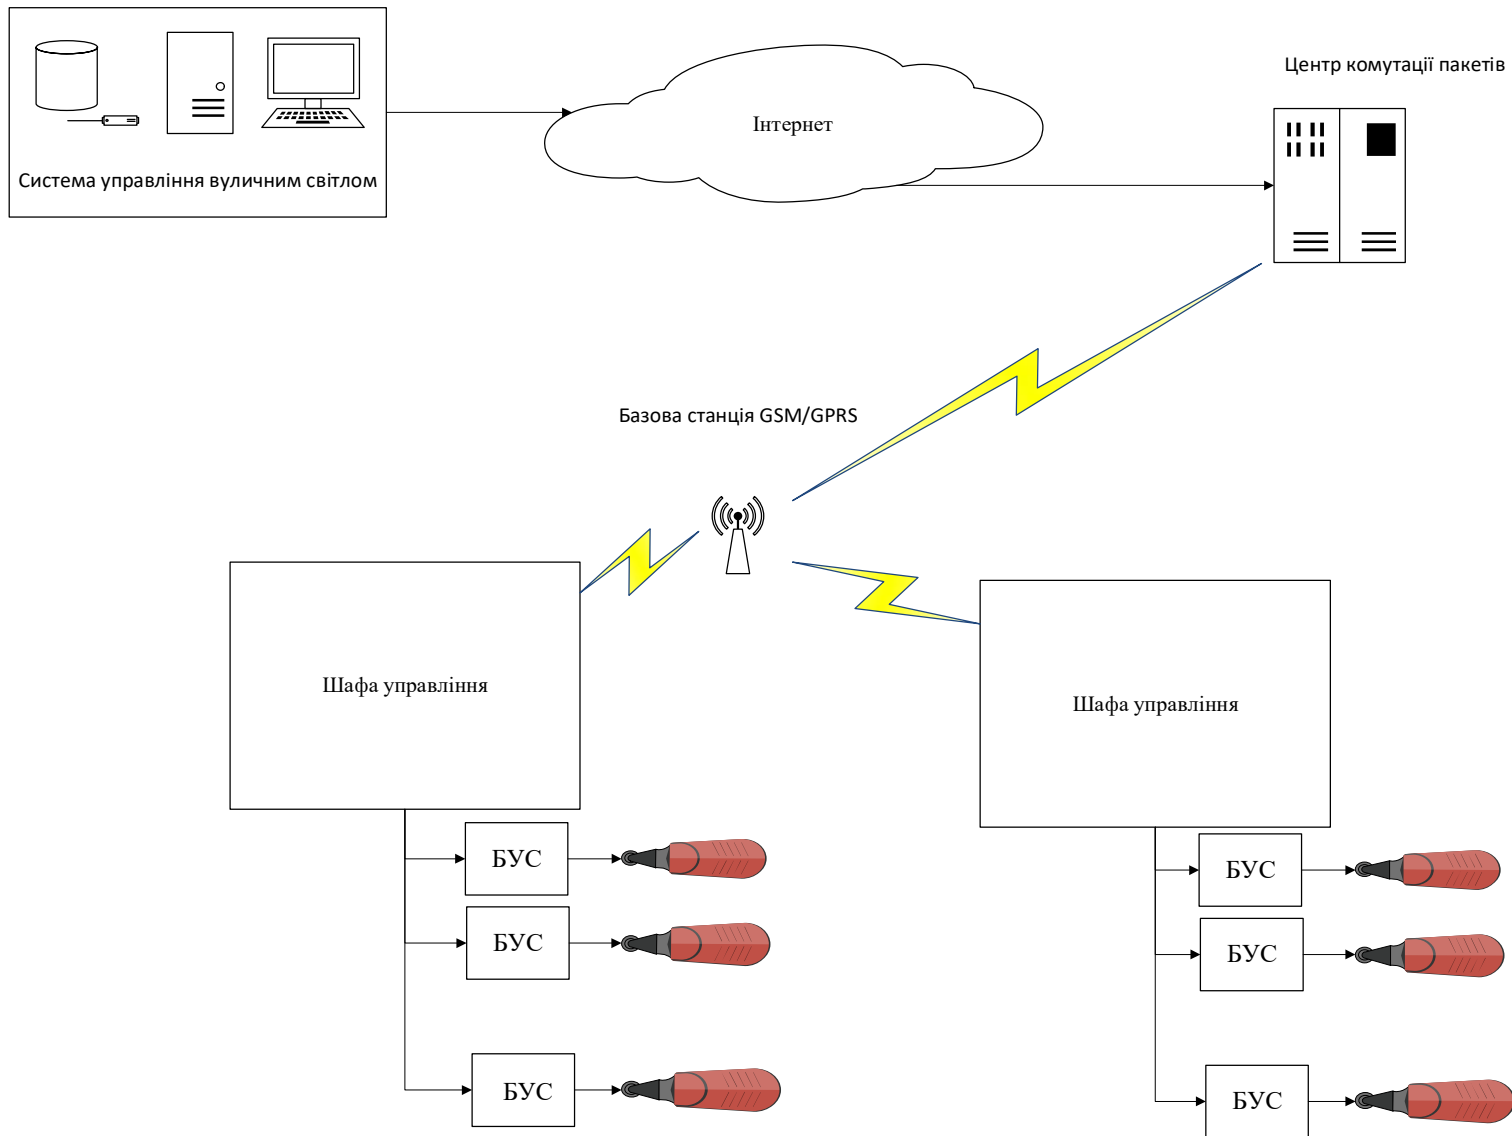 Система управління вуличним світлом
Інтернет
Центр комутації пакетів
Базова станція GSM/GPRS
Шафа управління
Шафа управління
БУС
БУС
БУС
БУС
БУС
БУС